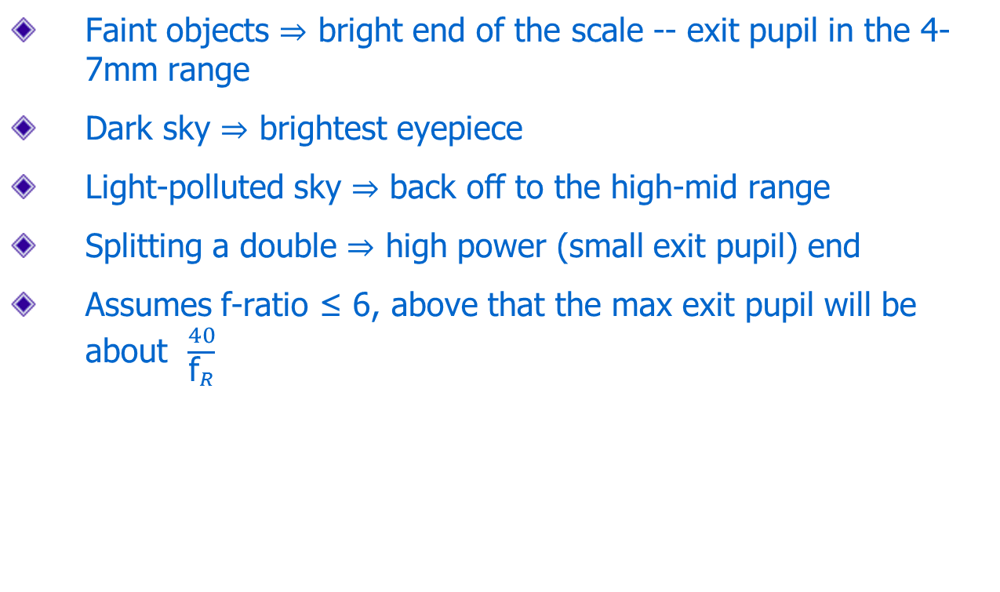 Faint objects ⇒ bright end of the scale -- exit pupil in the 4-
7mm range
Dark sky ⇒ brightest eyepiece
Light-polluted sky ⇒ back off to the high-mid range
Splitting a double ⇒ high power (small exit pupil) end
Assumes f-ratio ≤ 6, above that the max exit pupil will be
about 40/f_R